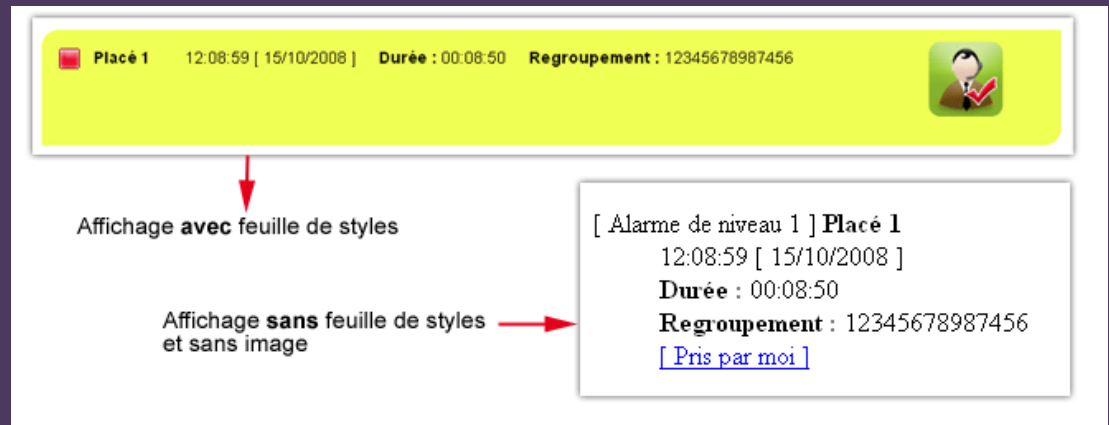 Placé 1 12:08:59 [ 15/10/2008 ] Durée : 00:08:50 Regroupement : 12345678987456
Affichage avec feuille de styles
[ Alarme de niveau 1 ] Placé 1
12:08:59 [ 15/10/2008 ]
Durée : 00:08:50
Regroupement : 12345678987456
[ Pris par moi ]
Affichage sans feuille de styles
et sans image